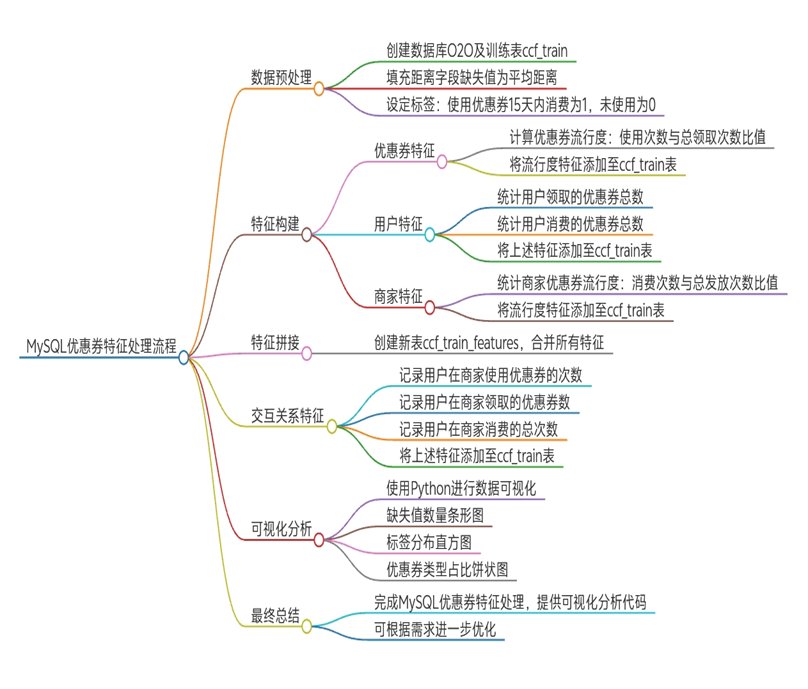 MySQL优惠券特征处理流程
数据预处理
创建数据库O2O及训练表ccf_train
填充距离字段缺失值为平均距离
设定标签：使用优惠券15天内消费为1，未使用为0
特征构建
优惠券特征
计算优惠券流行度：使用次数与总领取次数比值
将流行度特征添加至ccf_train表
用户特征
统计用户领取的优惠券总数
统计用户消费的优惠券总数
将上述特征添加至ccf_train表
商家特征
统计商家优惠券流行度：消费次数与总发放次数比值
将流行度特征添加至ccf_train表
特征拼接
创建新表ccf_train_features，合并所有特征
交互关系特征
记录用户在商家使用优惠券的次数
记录用户在商家领取的优惠券数
记录用户在商家消费的总次数
将上述特征添加至ccf_train表
可视化分析
使用Python进行数据可视化
缺失值数量条形图
标签分布直方图
优惠券类型占比饼状图
最终总结
完成MySQL优惠券特征处理，提供可视化分析代码
可根据需求进一步优化